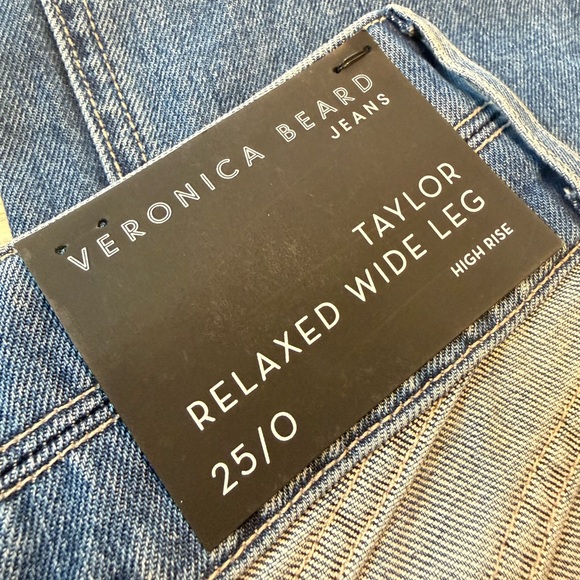 VERONICA BEARD
JEANS
TAYLOR
RELAXED WIDE LEG
HIGH RISE
25/0